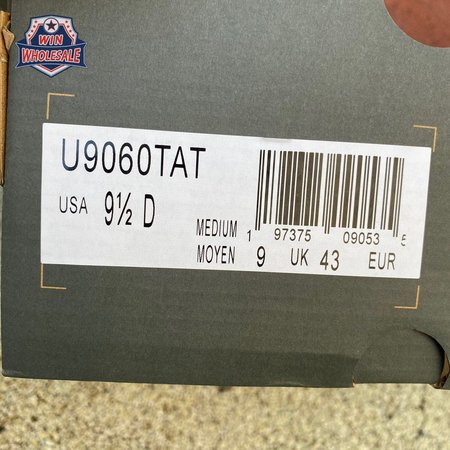 WIN
WHOLESALE
U9060TAT
USA 9½ D
MEDIUM
MOYEN 9 UK 43 EUR
1 97375 09053 5